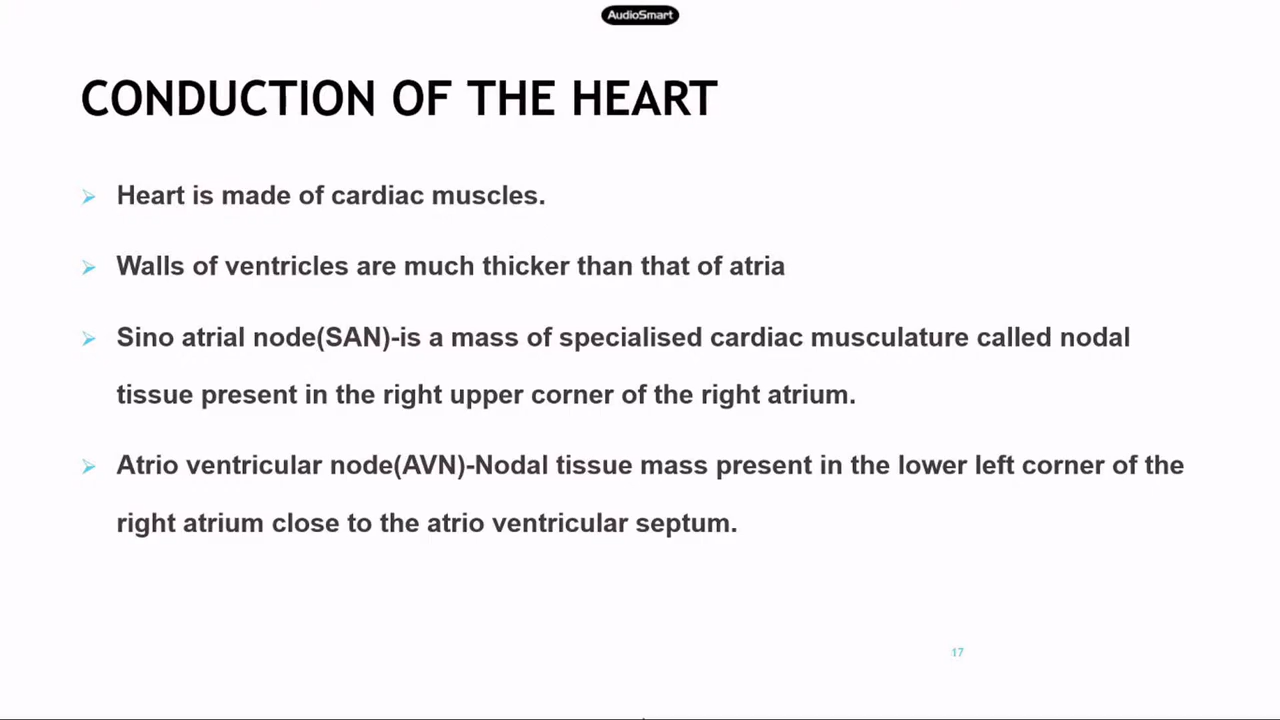 AudioSmart
CONDUCTION OF THE HEART
Heart is made of cardiac muscles.
Walls of ventricles are much thicker than that of atria
Sino atrial node(SAN)-is a mass of specialised cardiac musculature called nodal
tissue present in the right upper corner of the right atrium.
Atrio ventricular node(AVN)-Nodal tissue mass present in the lower left corner of the
right atrium close to the atrio ventricular septum.
17